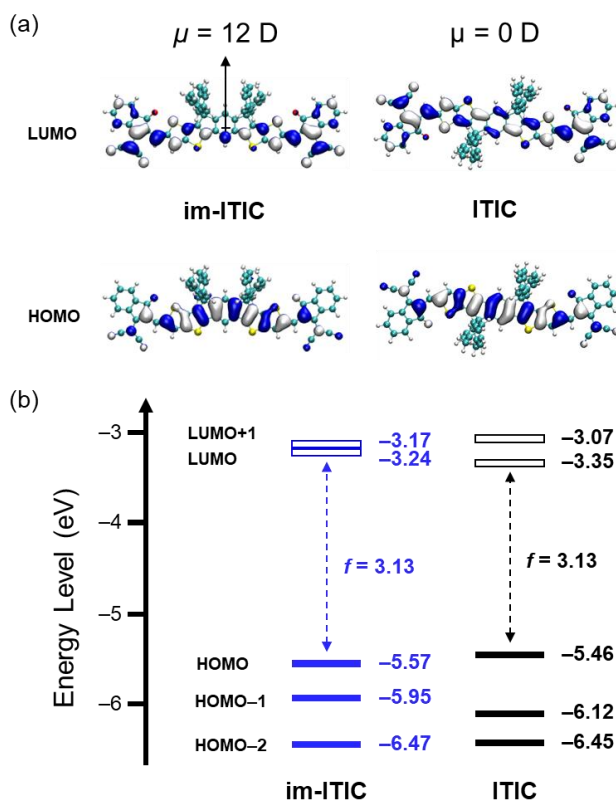 (a)
μ = 12 D
μ = 0 D
LUMO
im-ITIC
ITIC
HOMO
(b)
Energy Level (eV)
–3
–4
–5
–6
LUMO+1
–3.17
–3.07
LUMO
–3.24
–3.35
f = 3.13
f = 3.13
HOMO
–5.57
–5.46
HOMO–1
–5.95
–6.12
HOMO–2
–6.47
–6.45
im-ITIC
ITIC